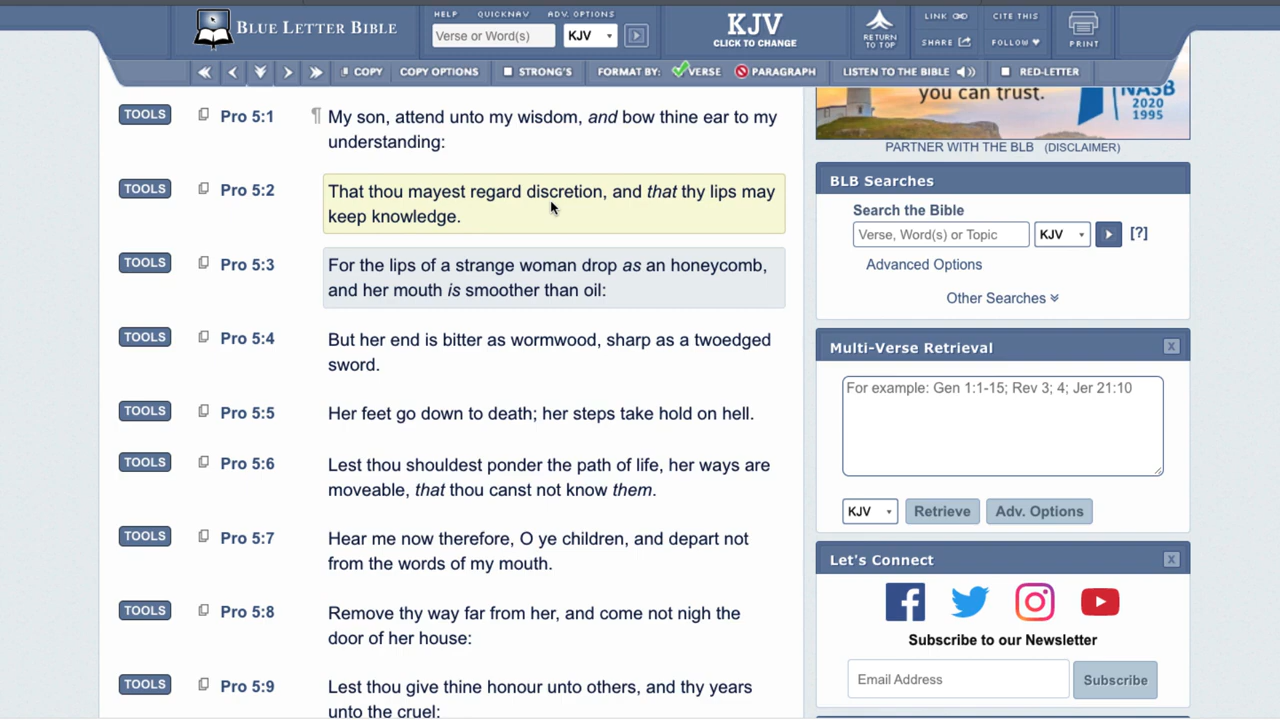 BLUE LETTER BIBLE
HELP QUICKNAV ADV. OPTIONS
Verse or Word(s) KJV
KJV
CLICK TO CHANGE
RETURN
TO TOP
LINK
SHARE
CITE THIS
FOLLOW
PRINT
COPY COPY OPTIONS STRONG'S FORMAT BY: VERSE PARAGRAPH LISTEN TO THE BIBLE RED-LETTER
TOOLS Pro 5:1 ¶ My son, attend unto my wisdom, and bow thine ear to my
understanding:
TOOLS Pro 5:2 That thou mayest regard discretion, and that thy lips may
keep knowledge.
TOOLS Pro 5:3 For the lips of a strange woman drop as an honeycomb,
and her mouth is smoother than oil:
TOOLS Pro 5:4 But her end is bitter as wormwood, sharp as a twoedged
sword.
TOOLS Pro 5:5 Her feet go down to death; her steps take hold on hell.
TOOLS Pro 5:6 Lest thou shouldest ponder the path of life, her ways are
moveable, that thou canst not know them.
TOOLS Pro 5:7 Hear me now therefore, O ye children, and depart not
from the words of my mouth.
TOOLS Pro 5:8 Remove thy way far from her, and come not nigh the
door of her house:
TOOLS Pro 5:9 Lest thou give thine honour unto others, and thy years
unto the cruel:
you can trust.
NASB
2020
1995
PARTNER WITH THE BLB (DISCLAIMER)
BLB Searches
Search the Bible
Verse, Word(s) or Topic KJV [?]
Advanced Options
Other Searches
Multi-Verse Retrieval X
For example: Gen 1:1-15; Rev 3; 4; Jer 21:10
KJV Retrieve Adv. Options
Let's Connect X
Subscribe to our Newsletter
Email Address Subscribe